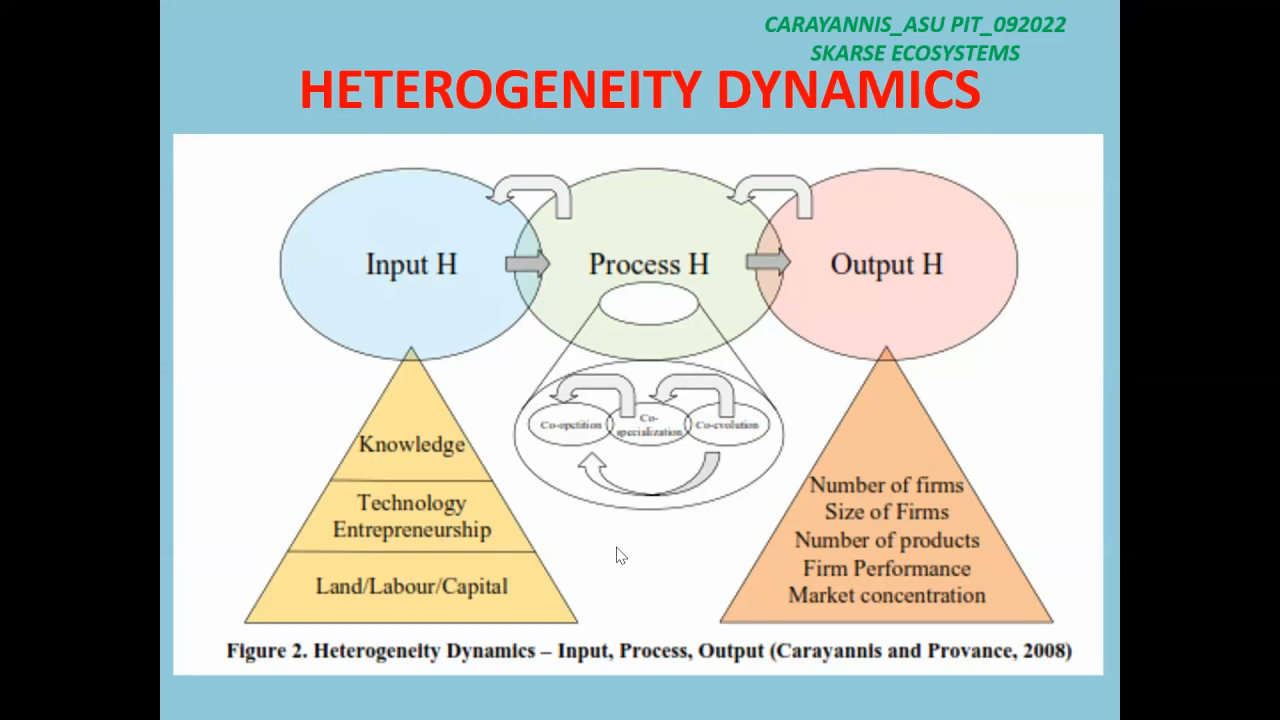 CARAYANNIS_ASU PIT_092022
SKARSE ECOSYSTEMS
HETEROGENEITY DYNAMICS
Input H
Process H
Output H
Co-opetition
Co-
specialization
Co-evolution
Knowledge
Technology
Entrepreneurship
Land/Labour/Capital
Number of firms
Size of Firms
Number of products
Firm Performance
Market concentration
Figure 2. Heterogeneity Dynamics – Input, Process, Output (Carayannis and Provance, 2008)